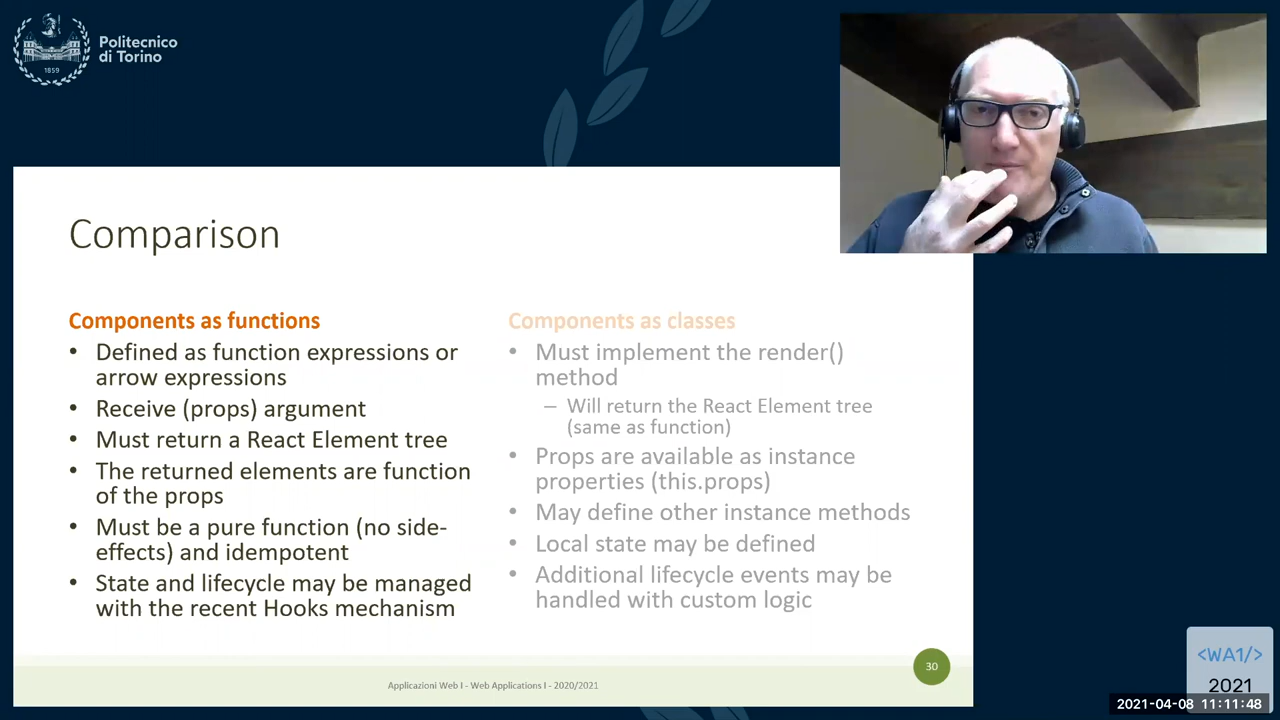 Politecnico
di Torino
1859
Comparison
Components as functions
• Defined as function expressions or
arrow expressions
• Receive (props) argument
• Must return a React Element tree
• The returned elements are function
of the props
• Must be a pure function (no side-
effects) and idempotent
• State and lifecycle may be managed
with the recent Hooks mechanism
Components as classes
• Must implement the render()
method
– Will return the React Element tree
(same as function)
• Props are available as instance
properties (this.props)
• May define other instance methods
• Local state may be defined
• Additional lifecycle events may be
handled with custom logic
Applicazioni Web I - Web Applications I - 2020/2021
30
<WA1/>
2021
2021-04-08 11:11:48